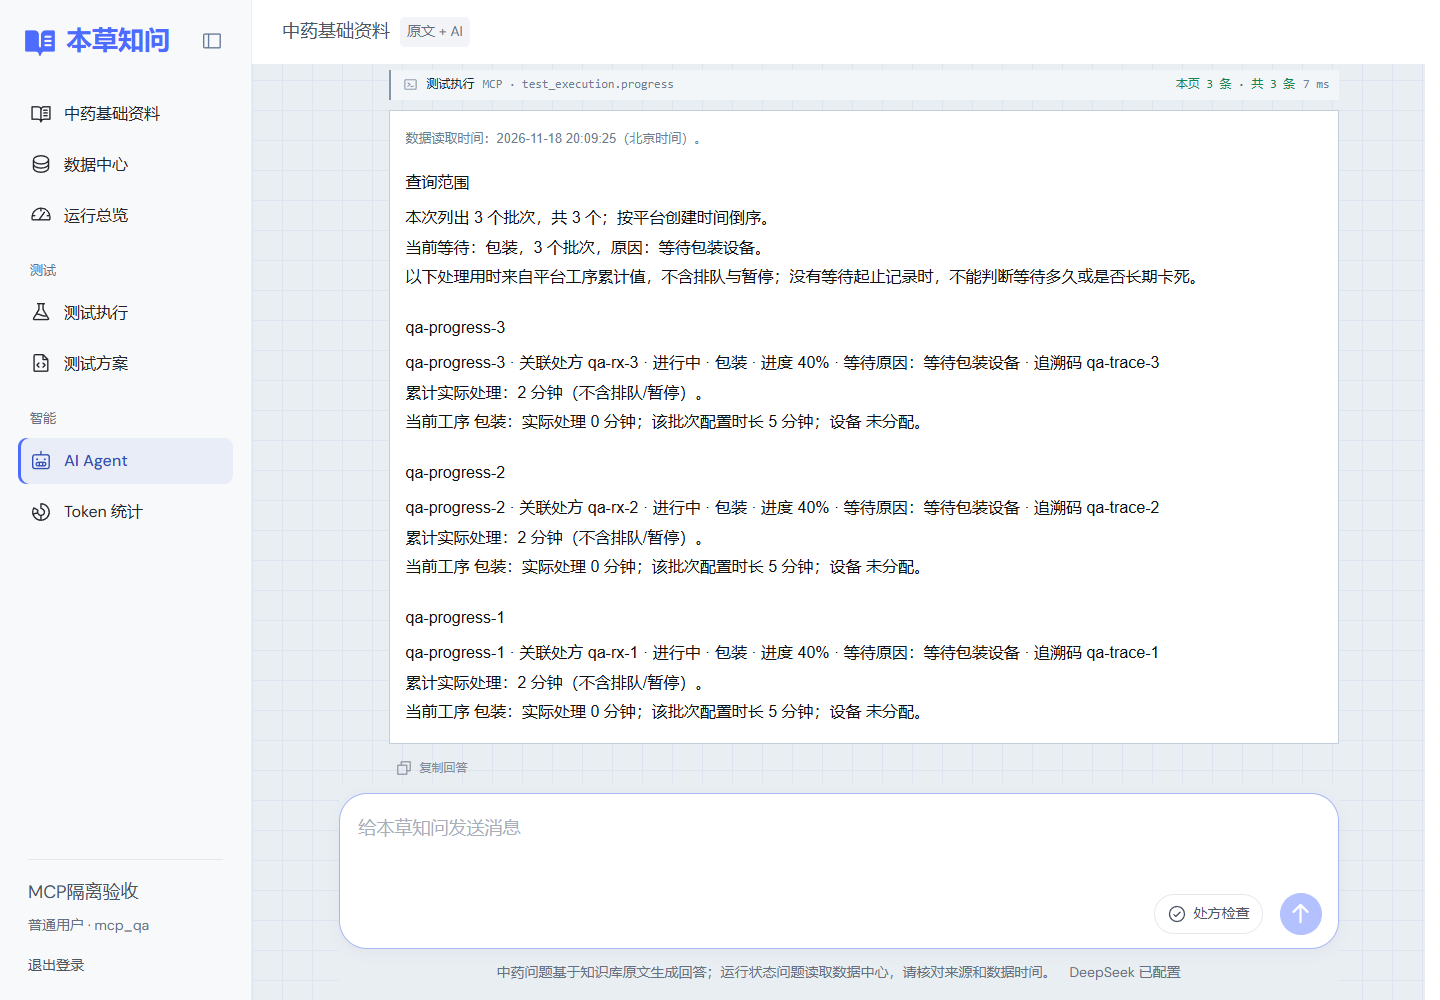 本草知问
中药基础资料
数据中心
运行总览
测试
测试执行
测试方案
智能
AI Agent
Token 统计
MCP隔离验收
普通用户 · mcp_qa
退出登录
中药基础资料 原文 + AI
测试执行 MCP · test_execution.progress 本页 3 条 · 共 3 条 7 ms
数据读取时间：2026-11-18 20:09:25（北京时间）。
查询范围
本次列出 3 个批次，共 3 个；按平台创建时间倒序。
当前等待：包装，3 个批次，原因：等待包装设备。
以下处理用时来自平台工序累计值，不含排队与暂停；没有等待起止记录时，不能判断等待多久或是否长期卡死。
qa-progress-3
qa-progress-3 · 关联处方 qa-rx-3 · 进行中 · 包装 · 进度 40% · 等待原因：等待包装设备 · 追溯码 qa-trace-3
累计实际处理：2 分钟（不含排队/暂停）。
当前工序 包装：实际处理 0 分钟；该批次配置时长 5 分钟；设备 未分配。
qa-progress-2
qa-progress-2 · 关联处方 qa-rx-2 · 进行中 · 包装 · 进度 40% · 等待原因：等待包装设备 · 追溯码 qa-trace-2
累计实际处理：2 分钟（不含排队/暂停）。
当前工序 包装：实际处理 0 分钟；该批次配置时长 5 分钟；设备 未分配。
qa-progress-1
qa-progress-1 · 关联处方 qa-rx-1 · 进行中 · 包装 · 进度 40% · 等待原因：等待包装设备 · 追溯码 qa-trace-1
累计实际处理：2 分钟（不含排队/暂停）。
当前工序 包装：实际处理 0 分钟；该批次配置时长 5 分钟；设备 未分配。
复制回答
给本草知问发送消息
处方检查
中药问题基于知识库原文生成回答；运行状态问题读取数据中心，请核对来源和数据时间。 DeepSeek 已配置